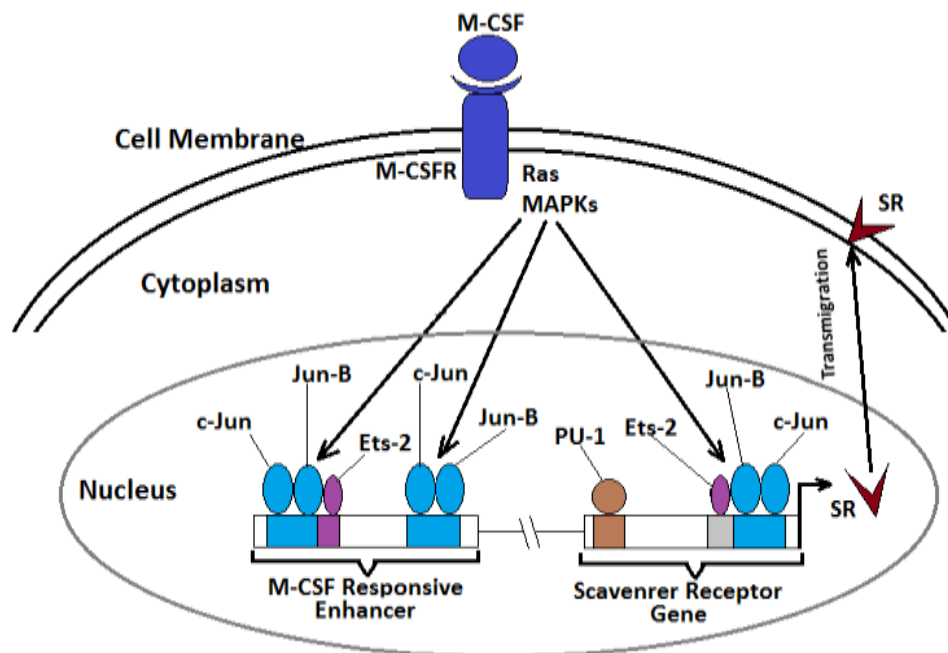 M-CSF
Cell Membrane
M-CSFR
Ras
MAPKs
SR
Cytoplasm
Transmigration
Jun-B
c-Jun
Jun-B
c-Jun
Ets-2
Jun-B
PU-1
Ets-2
c-Jun
Nucleus
SR
M-CSF Responsive
Enhancer
Scavenrer Receptor
Gene